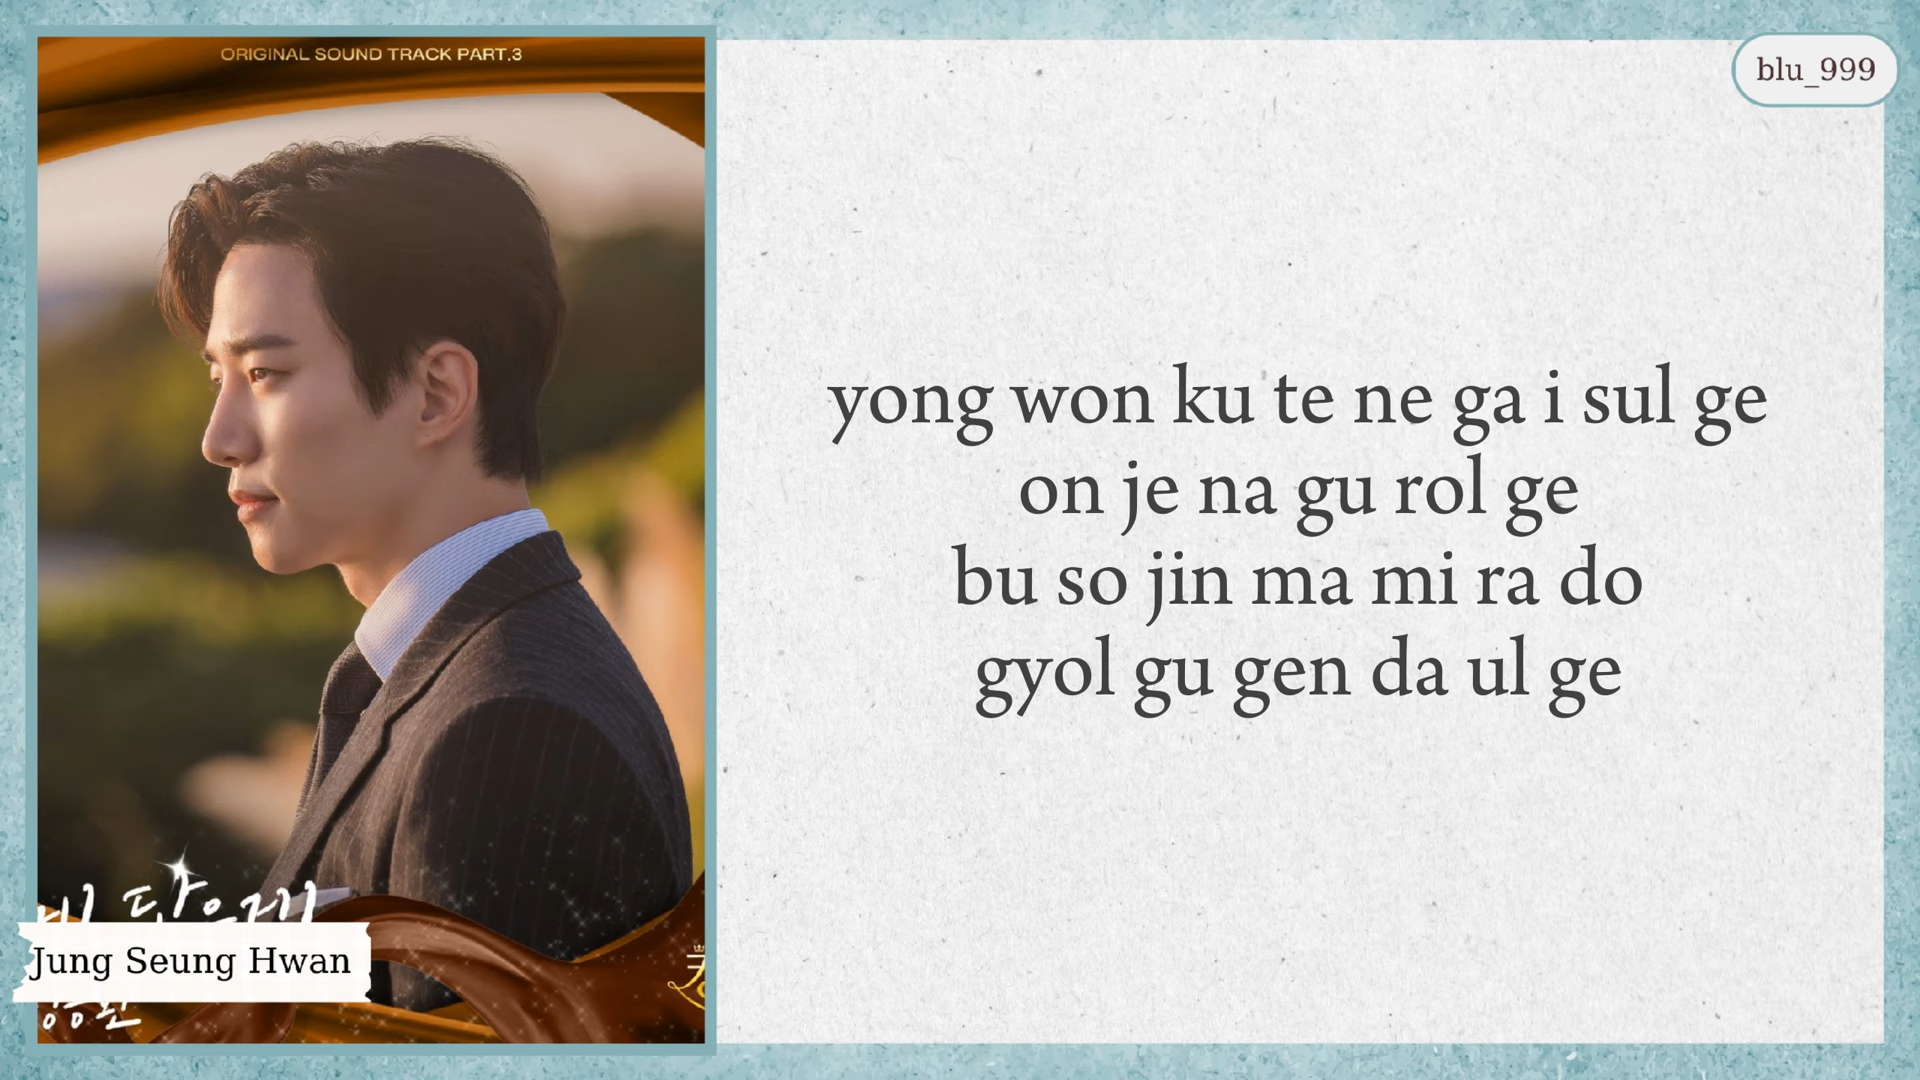 ORIGINAL SOUND TRACK PART.3
blu_999
yong won ku te ne ga i sul ge
on je na gu rol ge
bu so jin ma mi ra do
gyol gu gen da ul ge
Jung Seung Hwan